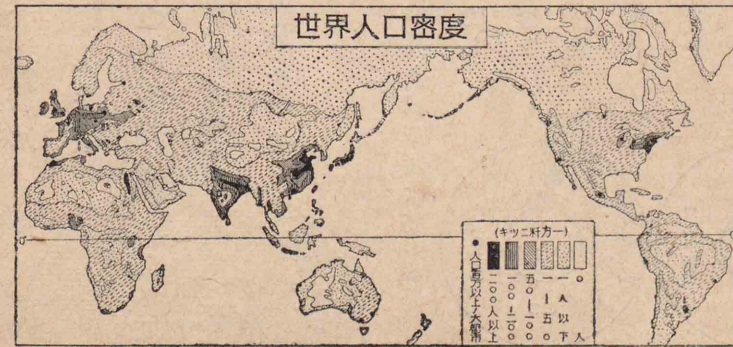 世界人口密度
(一方粁ニツキ)
〇人
一人以下
一―五〇
五〇―一〇〇
一〇〇―二〇〇
二〇〇人以上
●人口百万以上ノ大都市